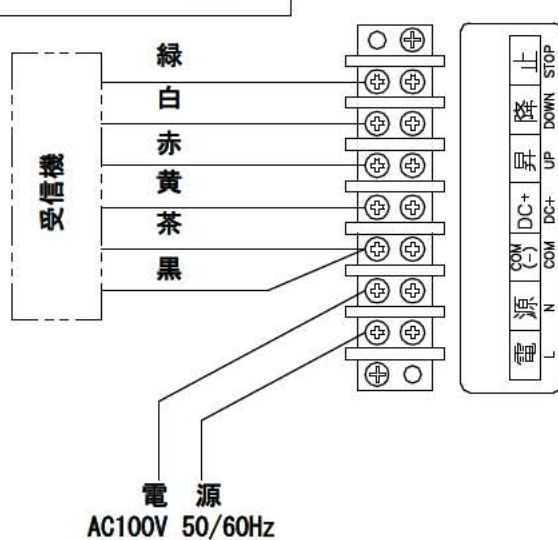 緑
白
赤
黄
茶
黒
受信機
止 STOP
降 DOWN
昇 UP
DC+ DC+
COM(-) COM
源 N
電 L
電 源
AC100V 50/60Hz